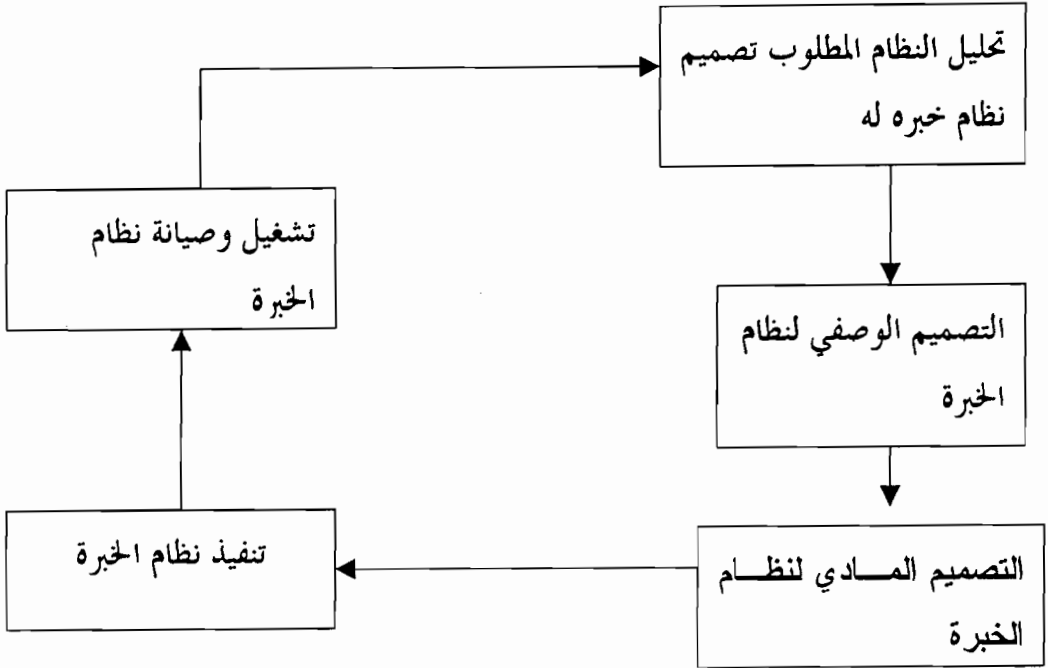 تحليل النظام المطلوب تصميم
نظام خبره له
تشغيل وصيانة نظام
الخبرة
التصميم الوصفي لنظام
الخبرة
تنفيذ نظام الخبرة
التصميم المـــادي لنظـــام
الخبرة